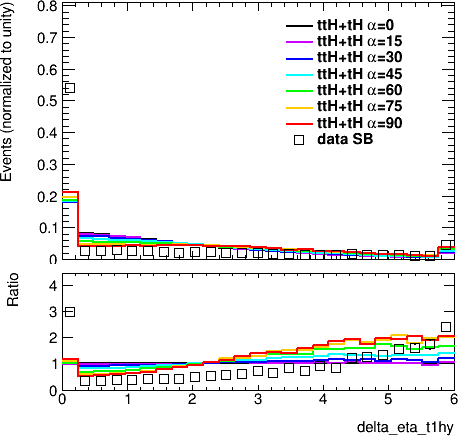 Events (normalized to unity)
0.8
0.7
0.6
0.5
0.4
0.3
0.2
0.1
0
ttH+tH α=0
ttH+tH α=15
ttH+tH α=30
ttH+tH α=45
ttH+tH α=60
ttH+tH α=75
ttH+tH α=90
data SB
Ratio
4
3
2
1
0
0 1 2 3 4 5 6
delta_eta_t1hy